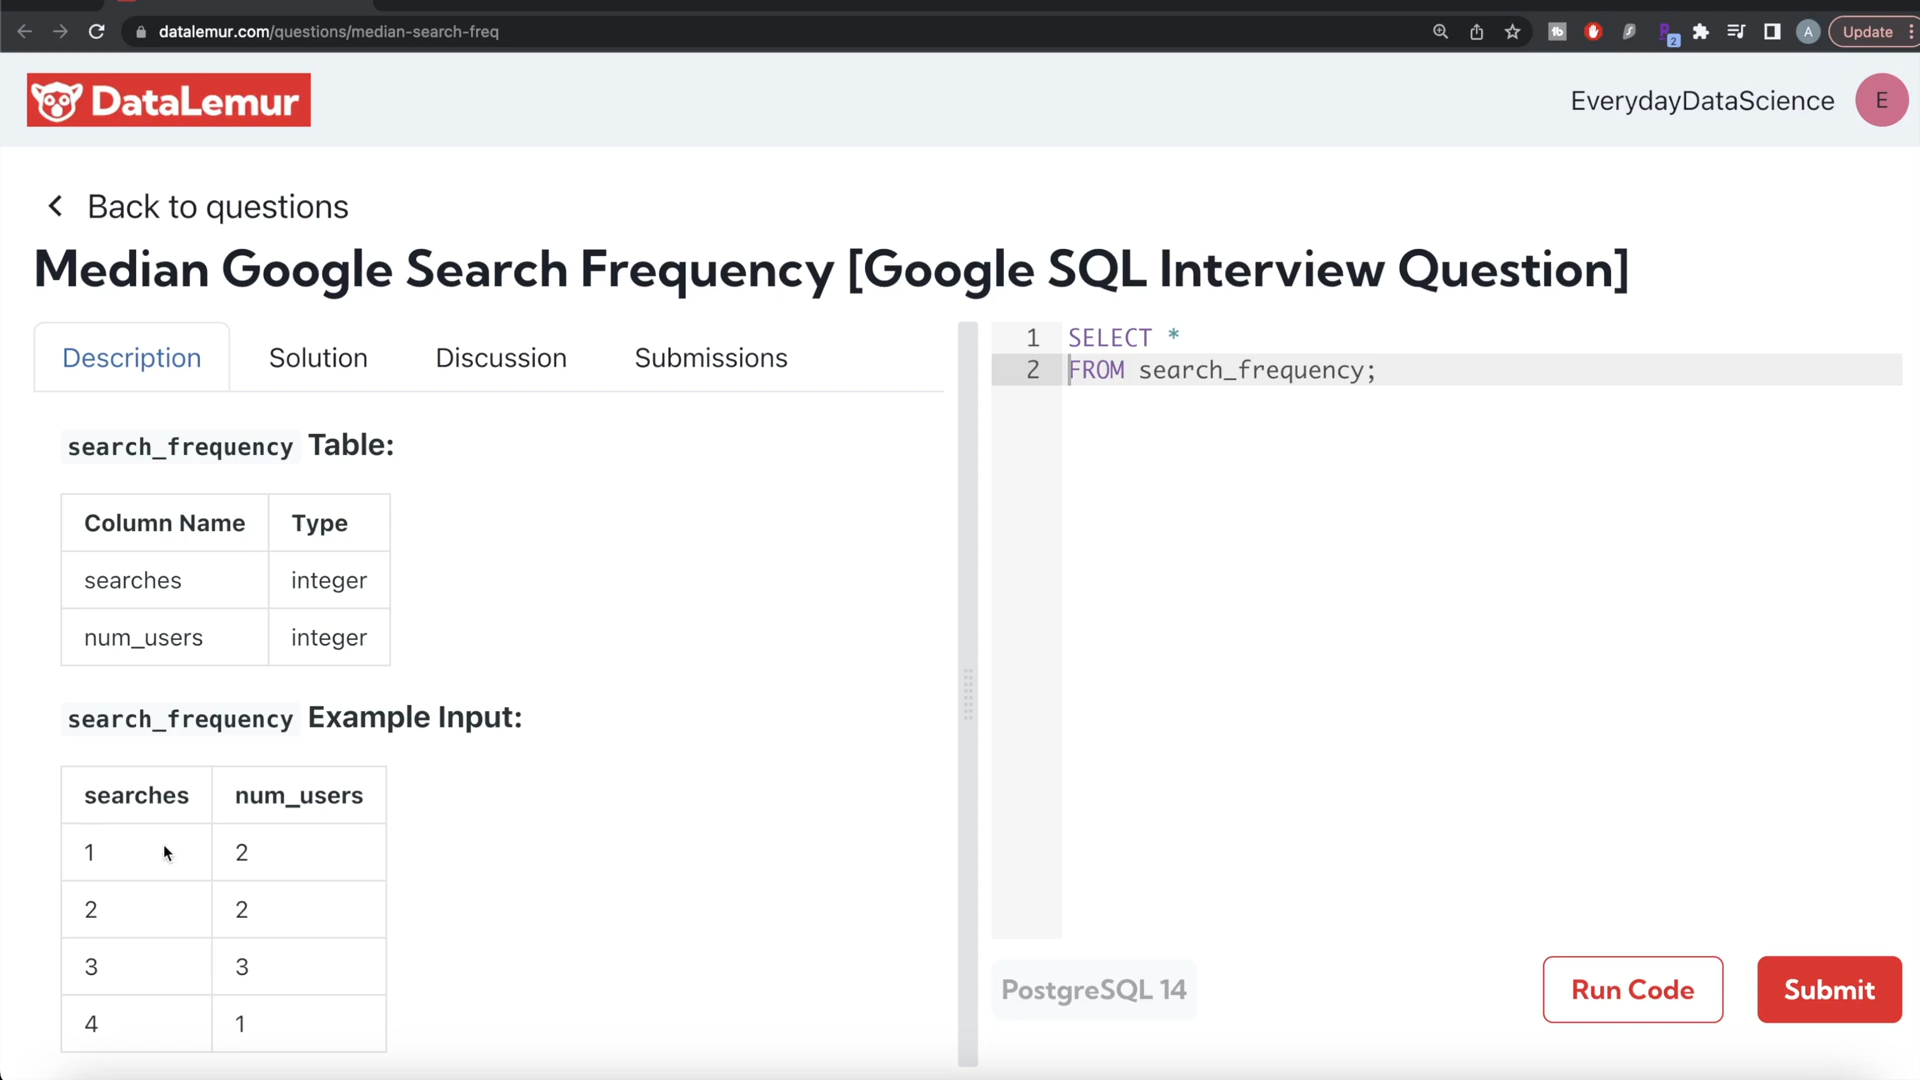 datalemur.com/questions/median-search-freq
Update
2
A
DataLemur
EverydayDataScience
E
Back to questions
Median Google Search Frequency [Google SQL Interview Question]
Description
Solution
Discussion
Submissions
search_frequency Table:
Column Name Type
searches integer
num_users integer
search_frequency Example Input:
searches num_users
1 2
2 2
3 3
4 1
1 SELECT *
2 FROM search_frequency;
PostgreSQL 14
Run Code
Submit